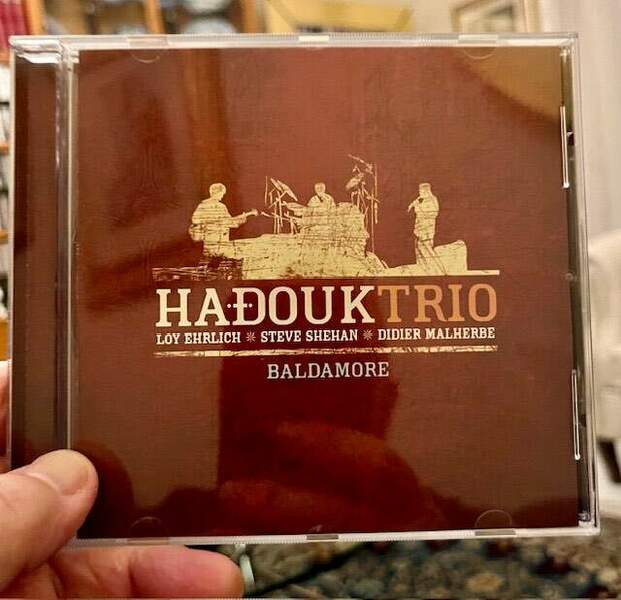 HAĐOUKTRIO
LOY EHRLICH ✳ STEVE SHEHAN ✳ DIDIER MALHERBE
BALDAMORE